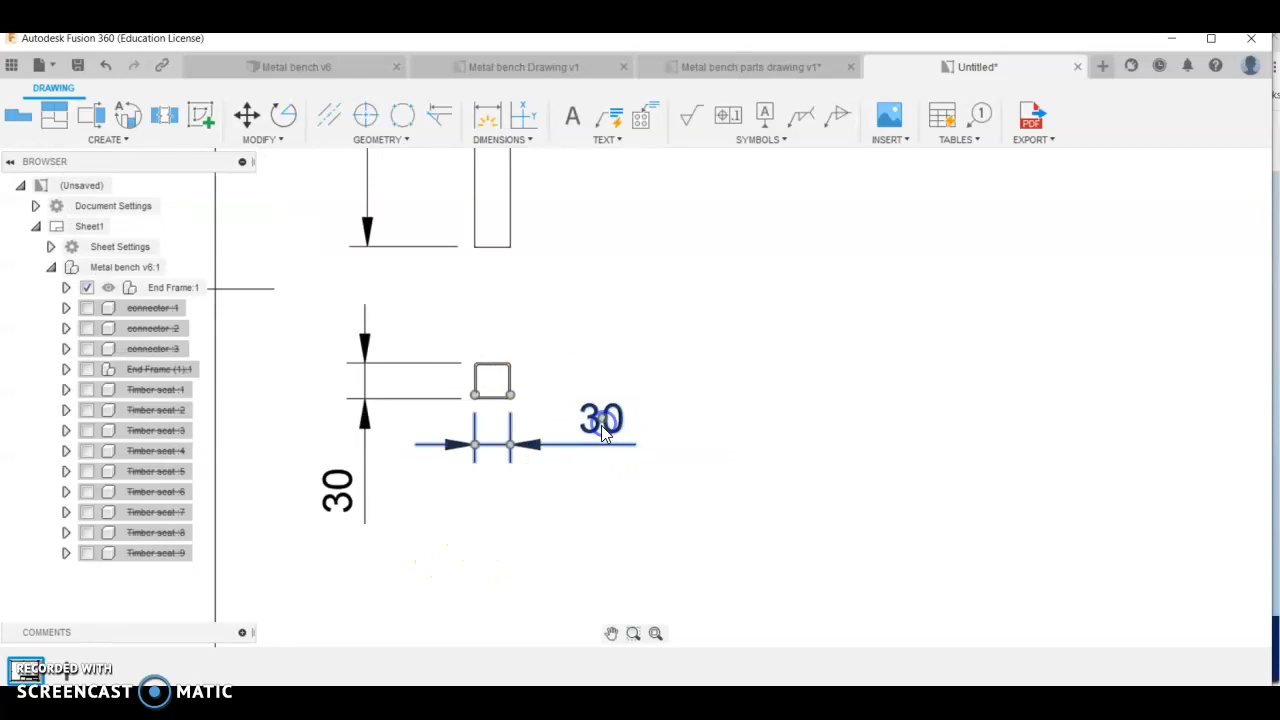 Autodesk Fusion 360 (Education License)
Metal bench v6
Metal bench Drawing v1
Metal bench parts drawing v1*
Untitled*
DRAWING
CREATE
MODIFY
GEOMETRY
DIMENSIONS
TEXT
SYMBOLS
INSERT
TABLES
EXPORT
BROWSER
(Unsaved)
Document Settings
Sheet1
Sheet Settings
Metal bench v6:1
End Frame:1
connector :1
connector :2
connector :3
End Frame (1):1
Timber seat :1
Timber seat :2
Timber seat :3
Timber seat :4
Timber seat :5
Timber seat :6
Timber seat :7
Timber seat :8
Timber seat :9
30
30
COMMENTS
RECORDED WITH
SCREENCAST MATIC